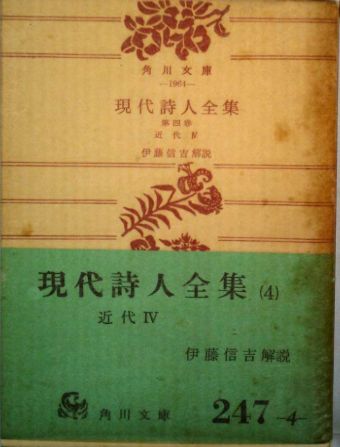 角川文庫
—1964—
現代詩人全集
第四巻
近代 Ⅳ
伊藤信吉解説
現代詩人全集 (4)
近代 Ⅳ
伊藤信吉解説
角川文庫
247 —4—